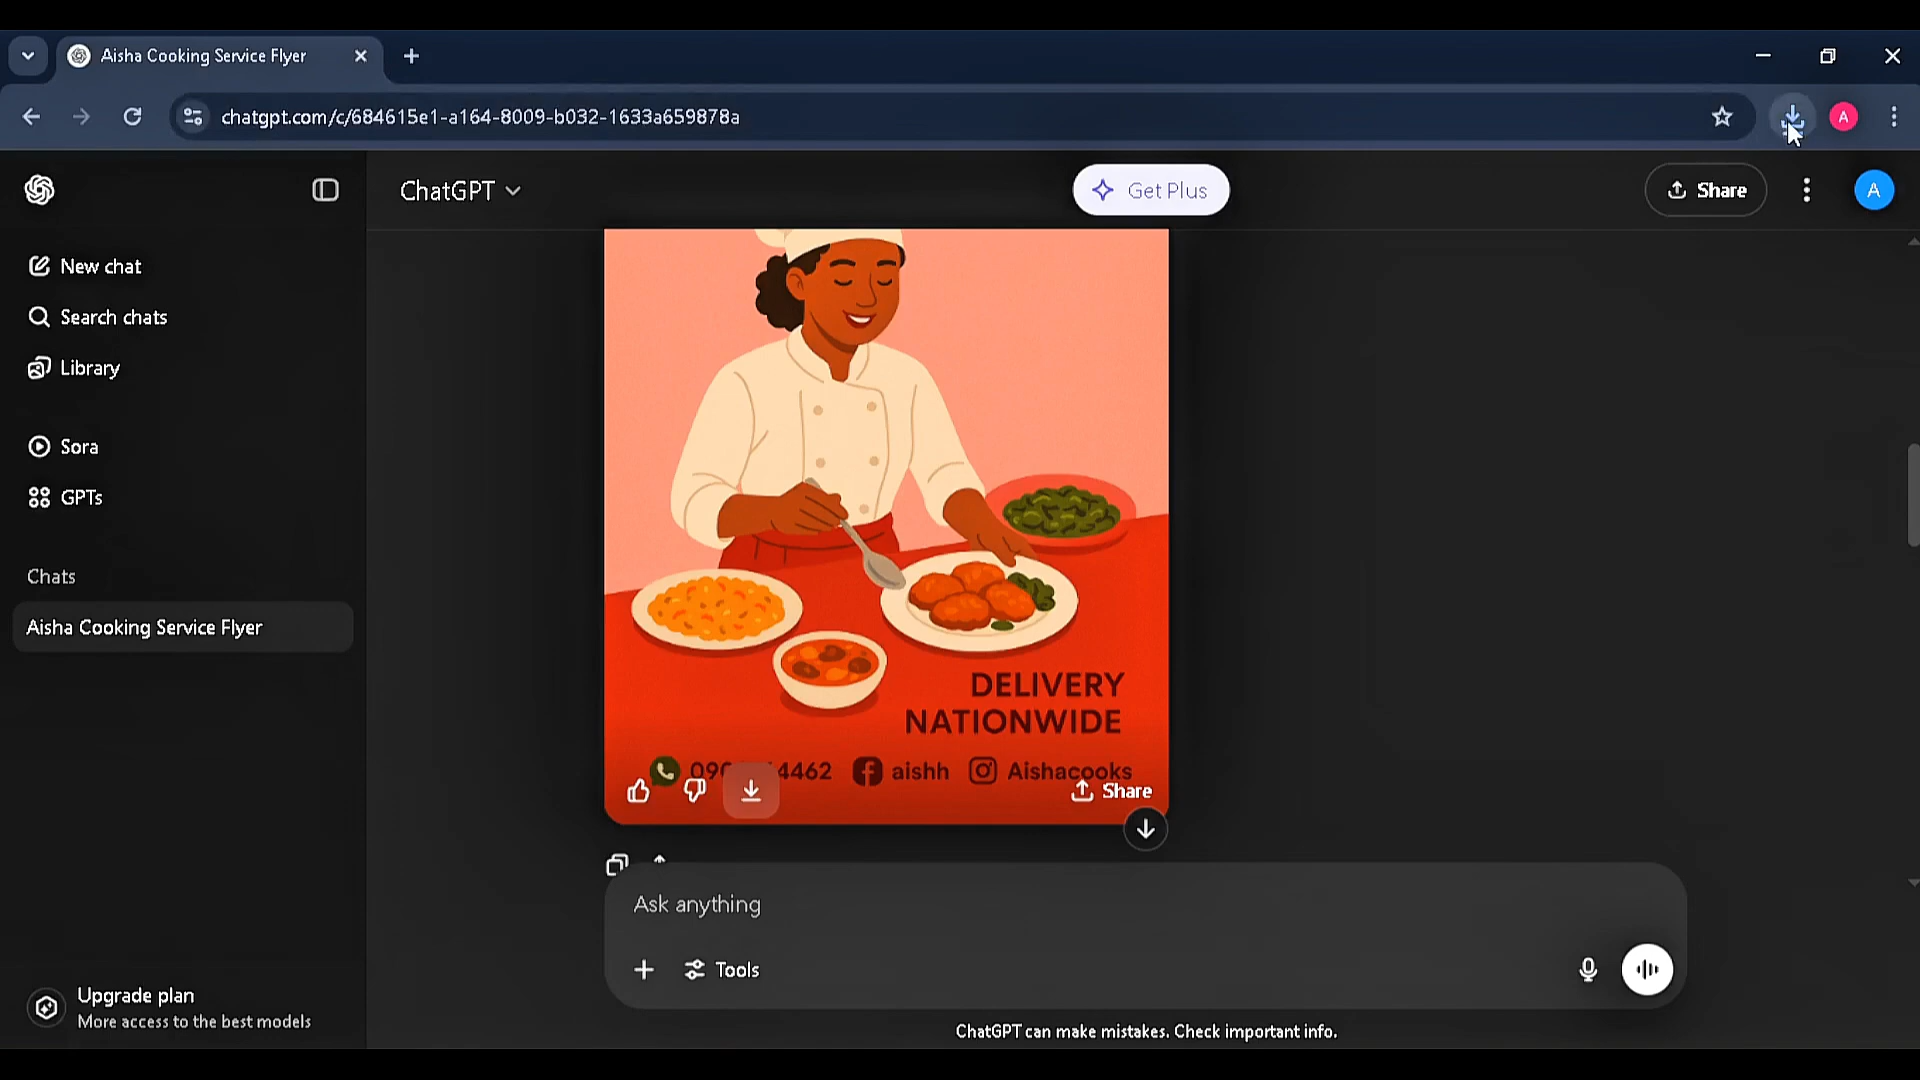 Aisha Cooking Service Flyer
chatgpt.com/c/684615e1-a164-8009-b032-1633a659878a
A
ChatGPT
Get Plus
Share
A
New chat
Search chats
Library
Sora
GPTs
Chats
Aisha Cooking Service Flyer
DELIVERY
NATIONWIDE
4462 aishh Aishacooks
Share
Ask anything
Tools
Upgrade plan
More access to the best models
ChatGPT can make mistakes. Check important info.